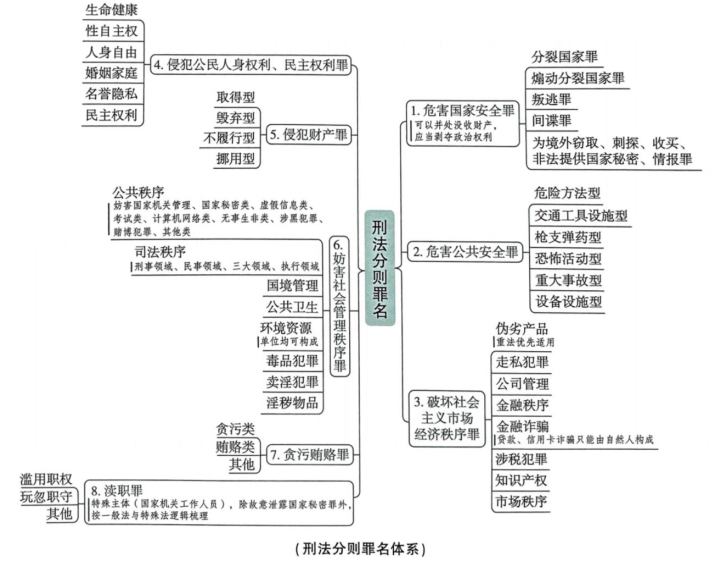 刑法分则罪名
1. 危害国家安全罪
可以并处没收财产,
应当剥夺政治权利
分裂国家罪
煽动分裂国家罪
叛逃罪
间谍罪
为境外窃取、刺探、收买、
非法提供国家秘密、情报罪
2. 危害公共安全罪
危险方法型
交通工具设施型
枪支弹药型
恐怖活动型
重大事故型
设备设施型
3. 破坏社会
主义市场
经济秩序罪
伪劣产品
重法优先适用
走私犯罪
公司管理
金融秩序
金融诈骗
贷款、信用卡诈骗只能由自然人构成
涉税犯罪
知识产权
市场秩序
4. 侵犯公民人身权利、民主权利罪
生命健康
性自主权
人身自由
婚姻家庭
名誉隐私
民主权利
5. 侵犯财产罪
取得型
毁弃型
不履行型
挪用型
6. 妨害社会管理秩序罪
公共秩序
妨害国家机关管理、国家秘密类、虚假信息类、
考试类、计算机网络类、无事生非类、涉黑犯罪、
赌博犯罪、其他类
司法秩序
刑事领域、民事领域、三大领域、执行领域
国境管理
公共卫生
环境资源
单位均可构成
毒品犯罪
卖淫犯罪
淫秽物品
7. 贪污贿赂罪
贪污类
贿赂类
其他
8. 渎职罪
特殊主体(国家机关工作人员), 除故意泄露国家秘密罪外,
按一般法与特殊法逻辑梳理
滥用职权
玩忽职守
其他
(刑法分则罪名体系)